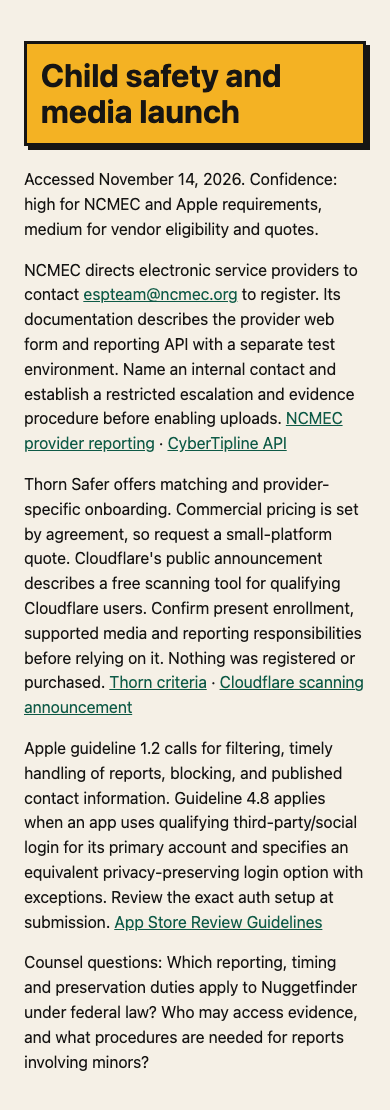 Child safety and
media launch
Accessed November 14, 2026. Confidence:
high for NCMEC and Apple requirements,
medium for vendor eligibility and quotes.
NCMEC directs electronic service providers to
contact espteam@ncmec.org to register. Its
documentation describes the provider web
form and reporting API with a separate test
environment. Name an internal contact and
establish a restricted escalation and evidence
procedure before enabling uploads. NCMEC
provider reporting · CyberTipline API
Thorn Safer offers matching and provider-
specific onboarding. Commercial pricing is set
by agreement, so request a small-platform
quote. Cloudflare's public announcement
describes a free scanning tool for qualifying
Cloudflare users. Confirm present enrollment,
supported media and reporting responsibilities
before relying on it. Nothing was registered or
purchased. Thorn criteria · Cloudflare scanning
announcement
Apple guideline 1.2 calls for filtering, timely
handling of reports, blocking, and published
contact information. Guideline 4.8 applies
when an app uses qualifying third-party/social
login for its primary account and specifies an
equivalent privacy-preserving login option with
exceptions. Review the exact auth setup at
submission. App Store Review Guidelines
Counsel questions: Which reporting, timing
and preservation duties apply to Nuggetfinder
under federal law? Who may access evidence,
and what procedures are needed for reports
involving minors?